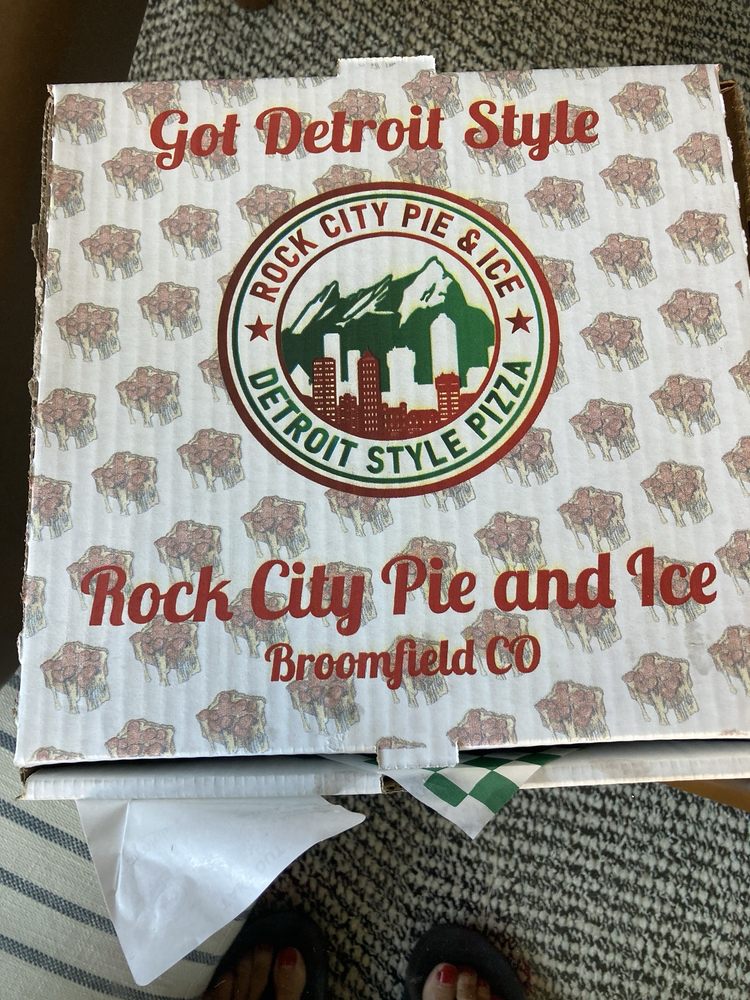 Got Detroit Style
ROCK CITY PIE & ICE
DETROIT STYLE PIZZA
Rock City Pie and Ice
Broomfield CO